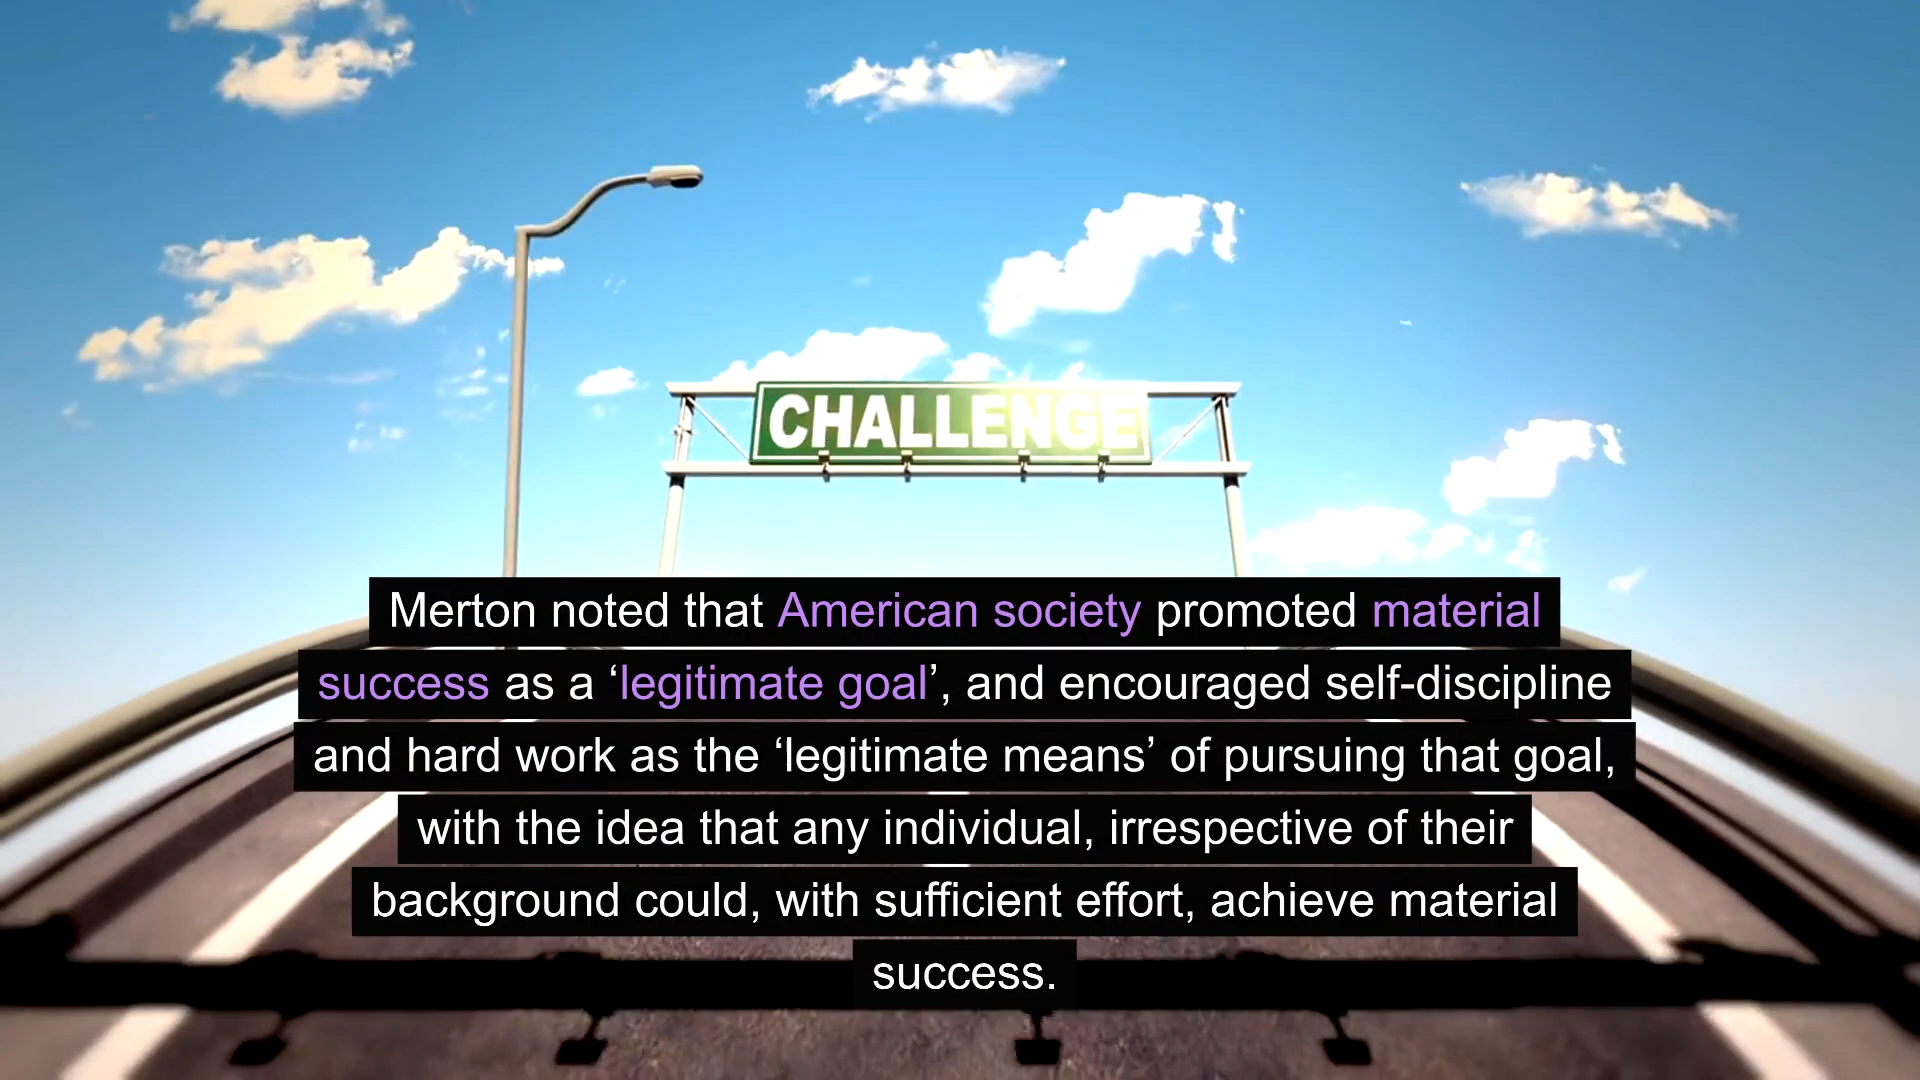 CHALLENGE
Merton noted that American society promoted material
success as a ‘legitimate goal’, and encouraged self-discipline
and hard work as the ‘legitimate means’ of pursuing that goal,
with the idea that any individual, irrespective of their
background could, with sufficient effort, achieve material
success.